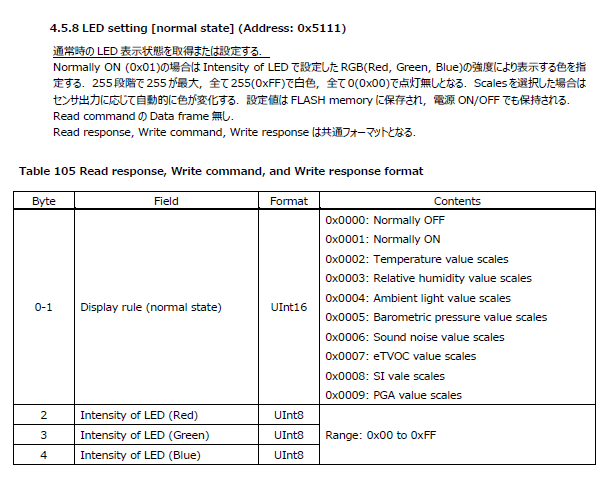 4.5.8 LED setting [normal state] (Address: 0x5111)
通常時の LED 表示状態を取得または設定する.
Normally ON (0x01)の場合は Intensity of LED で設定した RGB(Red, Green, Blue)の強度により表示する色を指
定する. 255 段階で 255 が最大, 全て 255(0xFF)で白色, 全て 0(0x00)で点灯無しとなる. Scales を選択した場合は
センサ出力に応じて自動的に色が変化する. 設定値は FLASH memory に保存され, 電源 ON/OFF でも保持される.
Read command の Data frame 無し.
Read response, Write command, Write response は共通フォーマットとなる.
Table 105 Read response, Write command, and Write response format
Byte Field Format Contents
0-1 Display rule (normal state) UInt16
0x0000: Normally OFF
0x0001: Normally ON
0x0002: Temperature value scales
0x0003: Relative humidity value scales
0x0004: Ambient light value scales
0x0005: Barometric pressure value scales
0x0006: Sound noise value scales
0x0007: eTVOC value scales
0x0008: SI vale scales
0x0009: PGA value scales
2 Intensity of LED (Red) UInt8
3 Intensity of LED (Green) UInt8 Range: 0x00 to 0xFF
4 Intensity of LED (Blue) UInt8